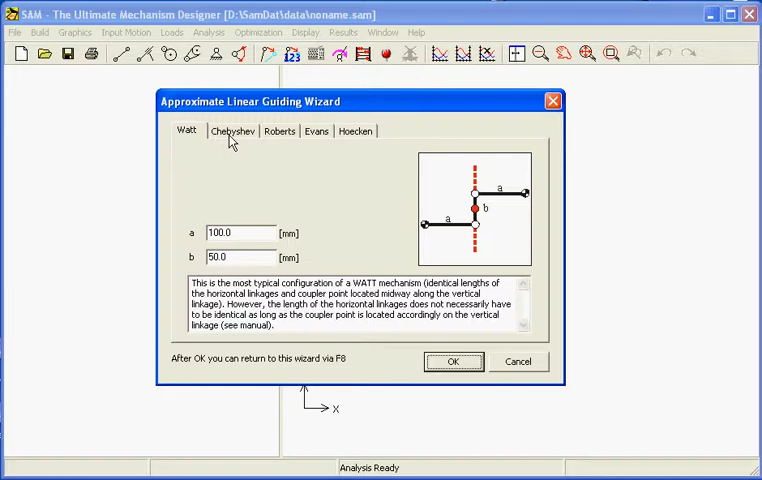 SAM - The Ultimate Mechanism Designer [D:\SamDat\data\noname.sam]
File Build Graphics Input Motion Loads Analysis Optimization Display Results Window Help
123
Approximate Linear Guiding Wizard
Watt Chebyshev Roberts Evans Hoecken
a
b
a
a 100.0 [mm]
b 50.0 [mm]
This is the most typical configuration of a WATT mechanism (identical lengths of
the horizontal linkages and coupler point located midway along the vertical
linkage). However, the length of the horizontal linkages does not necessarily have
to be identical as long as the coupler point is located accordingly on the vertical
linkage (see manual).
After OK you can return to this wizard via F8
OK Cancel
X
Analysis Ready